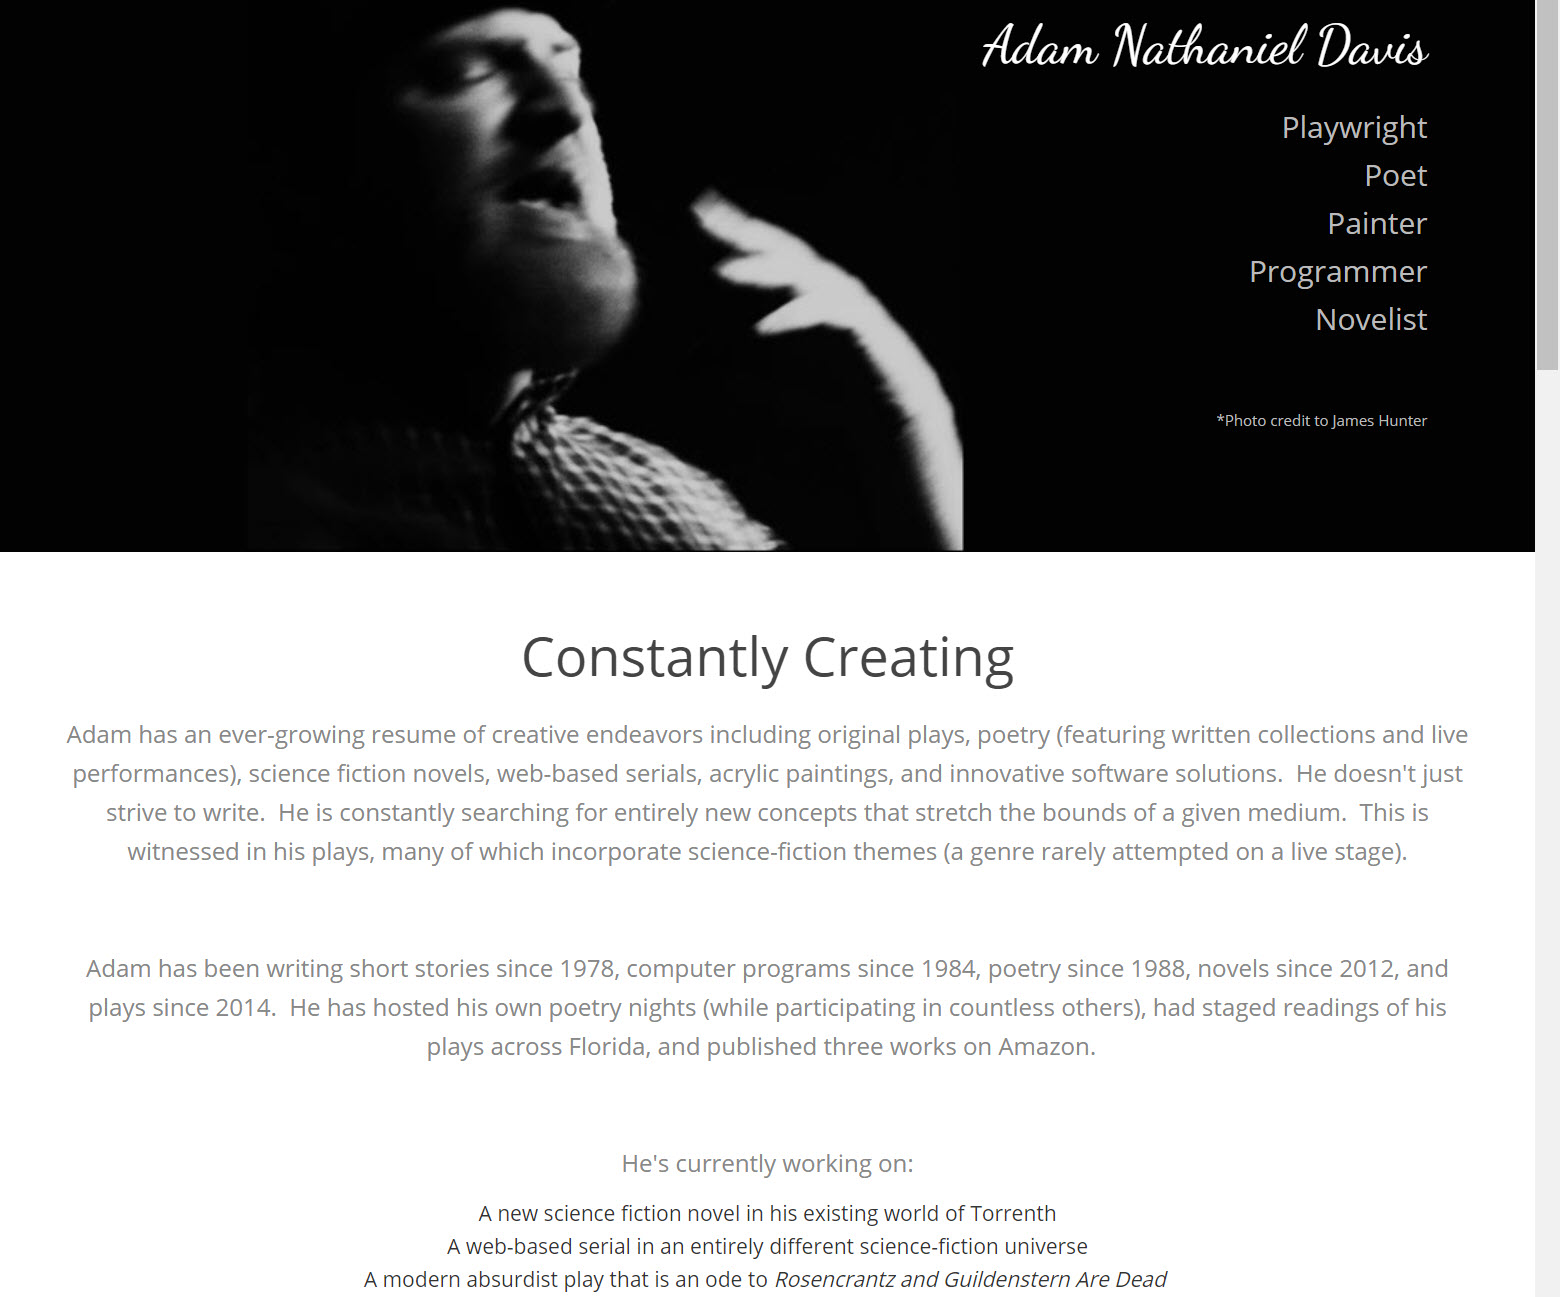 Adam Nathaniel Davis
Playwright
Poet
Painter
Programmer
Novelist
*Photo credit to James Hunter
Constantly Creating
Adam has an ever-growing resume of creative endeavors including original plays, poetry (featuring written collections and live
performances), science fiction novels, web-based serials, acrylic paintings, and innovative software solutions.  He doesn't just
strive to write.  He is constantly searching for entirely new concepts that stretch the bounds of a given medium.  This is
witnessed in his plays, many of which incorporate science-fiction themes (a genre rarely attempted on a live stage).
Adam has been writing short stories since 1978, computer programs since 1984, poetry since 1988, novels since 2012, and
plays since 2014.  He has hosted his own poetry nights (while participating in countless others), had staged readings of his
plays across Florida, and published three works on Amazon.
He's currently working on:
A new science fiction novel in his existing world of Torrenth
A web-based serial in an entirely different science-fiction universe
A modern absurdist play that is an ode to Rosencrantz and Guildenstern Are Dead